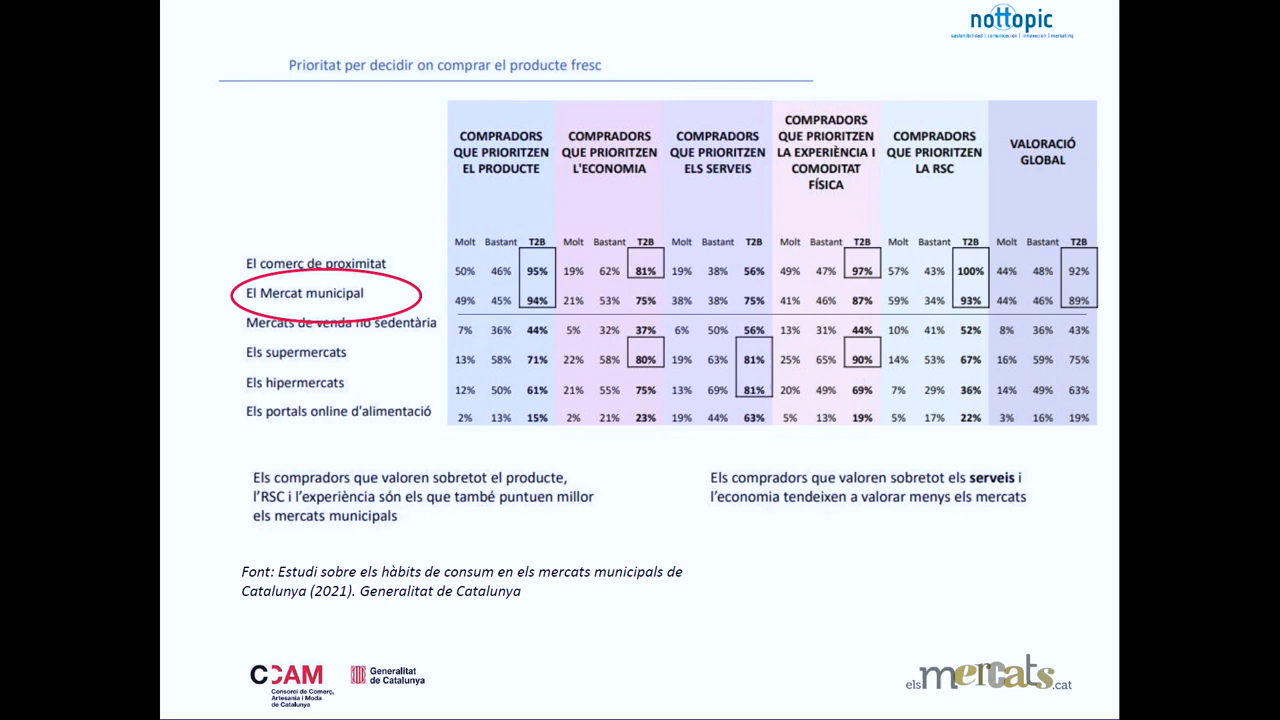 nottopic
sostenibilidad | comunicación | innovación | marketing
Prioritat per decidir on comprar el producte fresc
COMPRADORS QUE PRIORITZEN EL PRODUCTE
COMPRADORS QUE PRIORITZEN L'ECONOMIA
COMPRADORS QUE PRIORITZEN ELS SERVEIS
COMPRADORS QUE PRIORITZEN LA EXPERIÈNCIA I COMODITAT FÍSICA
COMPRADORS QUE PRIORITZEN LA RSC
VALORACIÓ GLOBAL
Molt Bastant T2B Molt Bastant T2B Molt Bastant T2B Molt Bastant T2B Molt Bastant T2B Molt Bastant T2B
El comerç de proximitat 50% 46% 95% 19% 62% 81% 19% 38% 56% 49% 47% 97% 57% 43% 100% 44% 48% 92%
El Mercat municipal 49% 45% 94% 21% 53% 75% 38% 38% 75% 41% 46% 87% 59% 34% 93% 44% 46% 89%
Mercats de venda no sedentària 7% 36% 44% 5% 32% 37% 6% 50% 56% 13% 31% 44% 10% 41% 52% 8% 36% 43%
Els supermercats 13% 58% 71% 22% 58% 80% 19% 63% 81% 25% 65% 90% 14% 53% 67% 16% 59% 75%
Els hipermercats 12% 50% 61% 21% 55% 75% 13% 69% 81% 20% 49% 69% 7% 29% 36% 14% 49% 63%
Els portals online d'alimentació 2% 13% 15% 2% 21% 23% 19% 44% 63% 5% 13% 19% 5% 17% 22% 3% 16% 19%
Els compradors que valoren sobretot el producte,
l'RSC i l'experiència són els que també puntuen millor
els mercats municipals
Els compradors que valoren sobretot els serveis i
l'economia tendeixen a valorar menys els mercats
Font: Estudi sobre els hàbits de consum en els mercats municipals de
Catalunya (2021). Generalitat de Catalunya
CCAM
Consorci de Comerç,
Artesania i Moda
de Catalunya
Generalitat
de Catalunya
elsmercats.cat